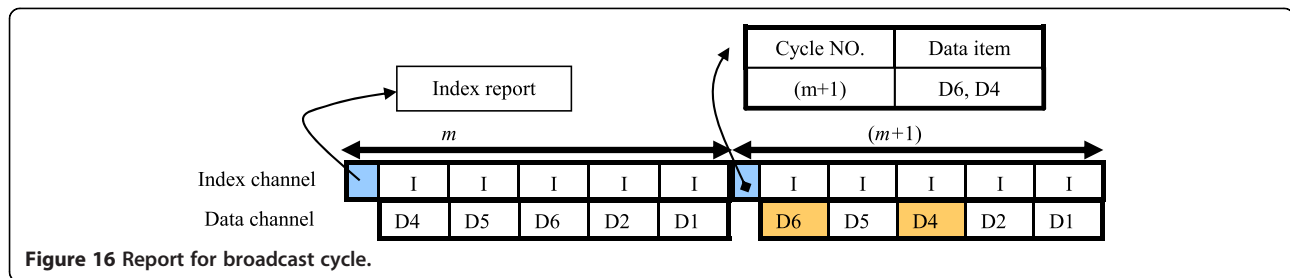 Cycle NO. Data item
(m+1) D6, D4
Index report
m (m+1)
Index channel I I I I I I I I I I
Data channel D4 D5 D6 D2 D1 D6 D5 D4 D2 D1
Figure 16 Report for broadcast cycle.